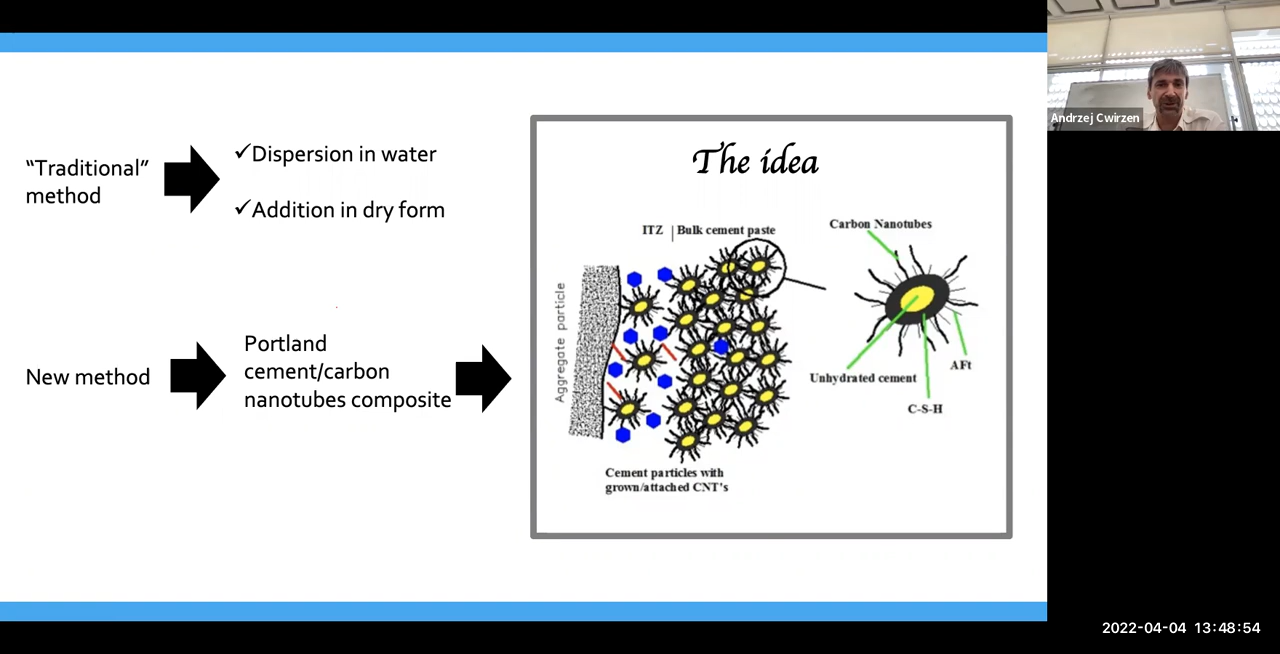 “Traditional”
method
✓Dispersion in water
✓Addition in dry form
New method
Portland
cement/carbon
nanotubes composite
The idea
ITZ | Bulk cement paste
Aggregate particle
Cement particles with
grown/attached CNT's
Carbon Nanotubes
Unhydrated cement
AFt
C-S-H
Andrzej Cwirzen
2022-04-04 13:48:54